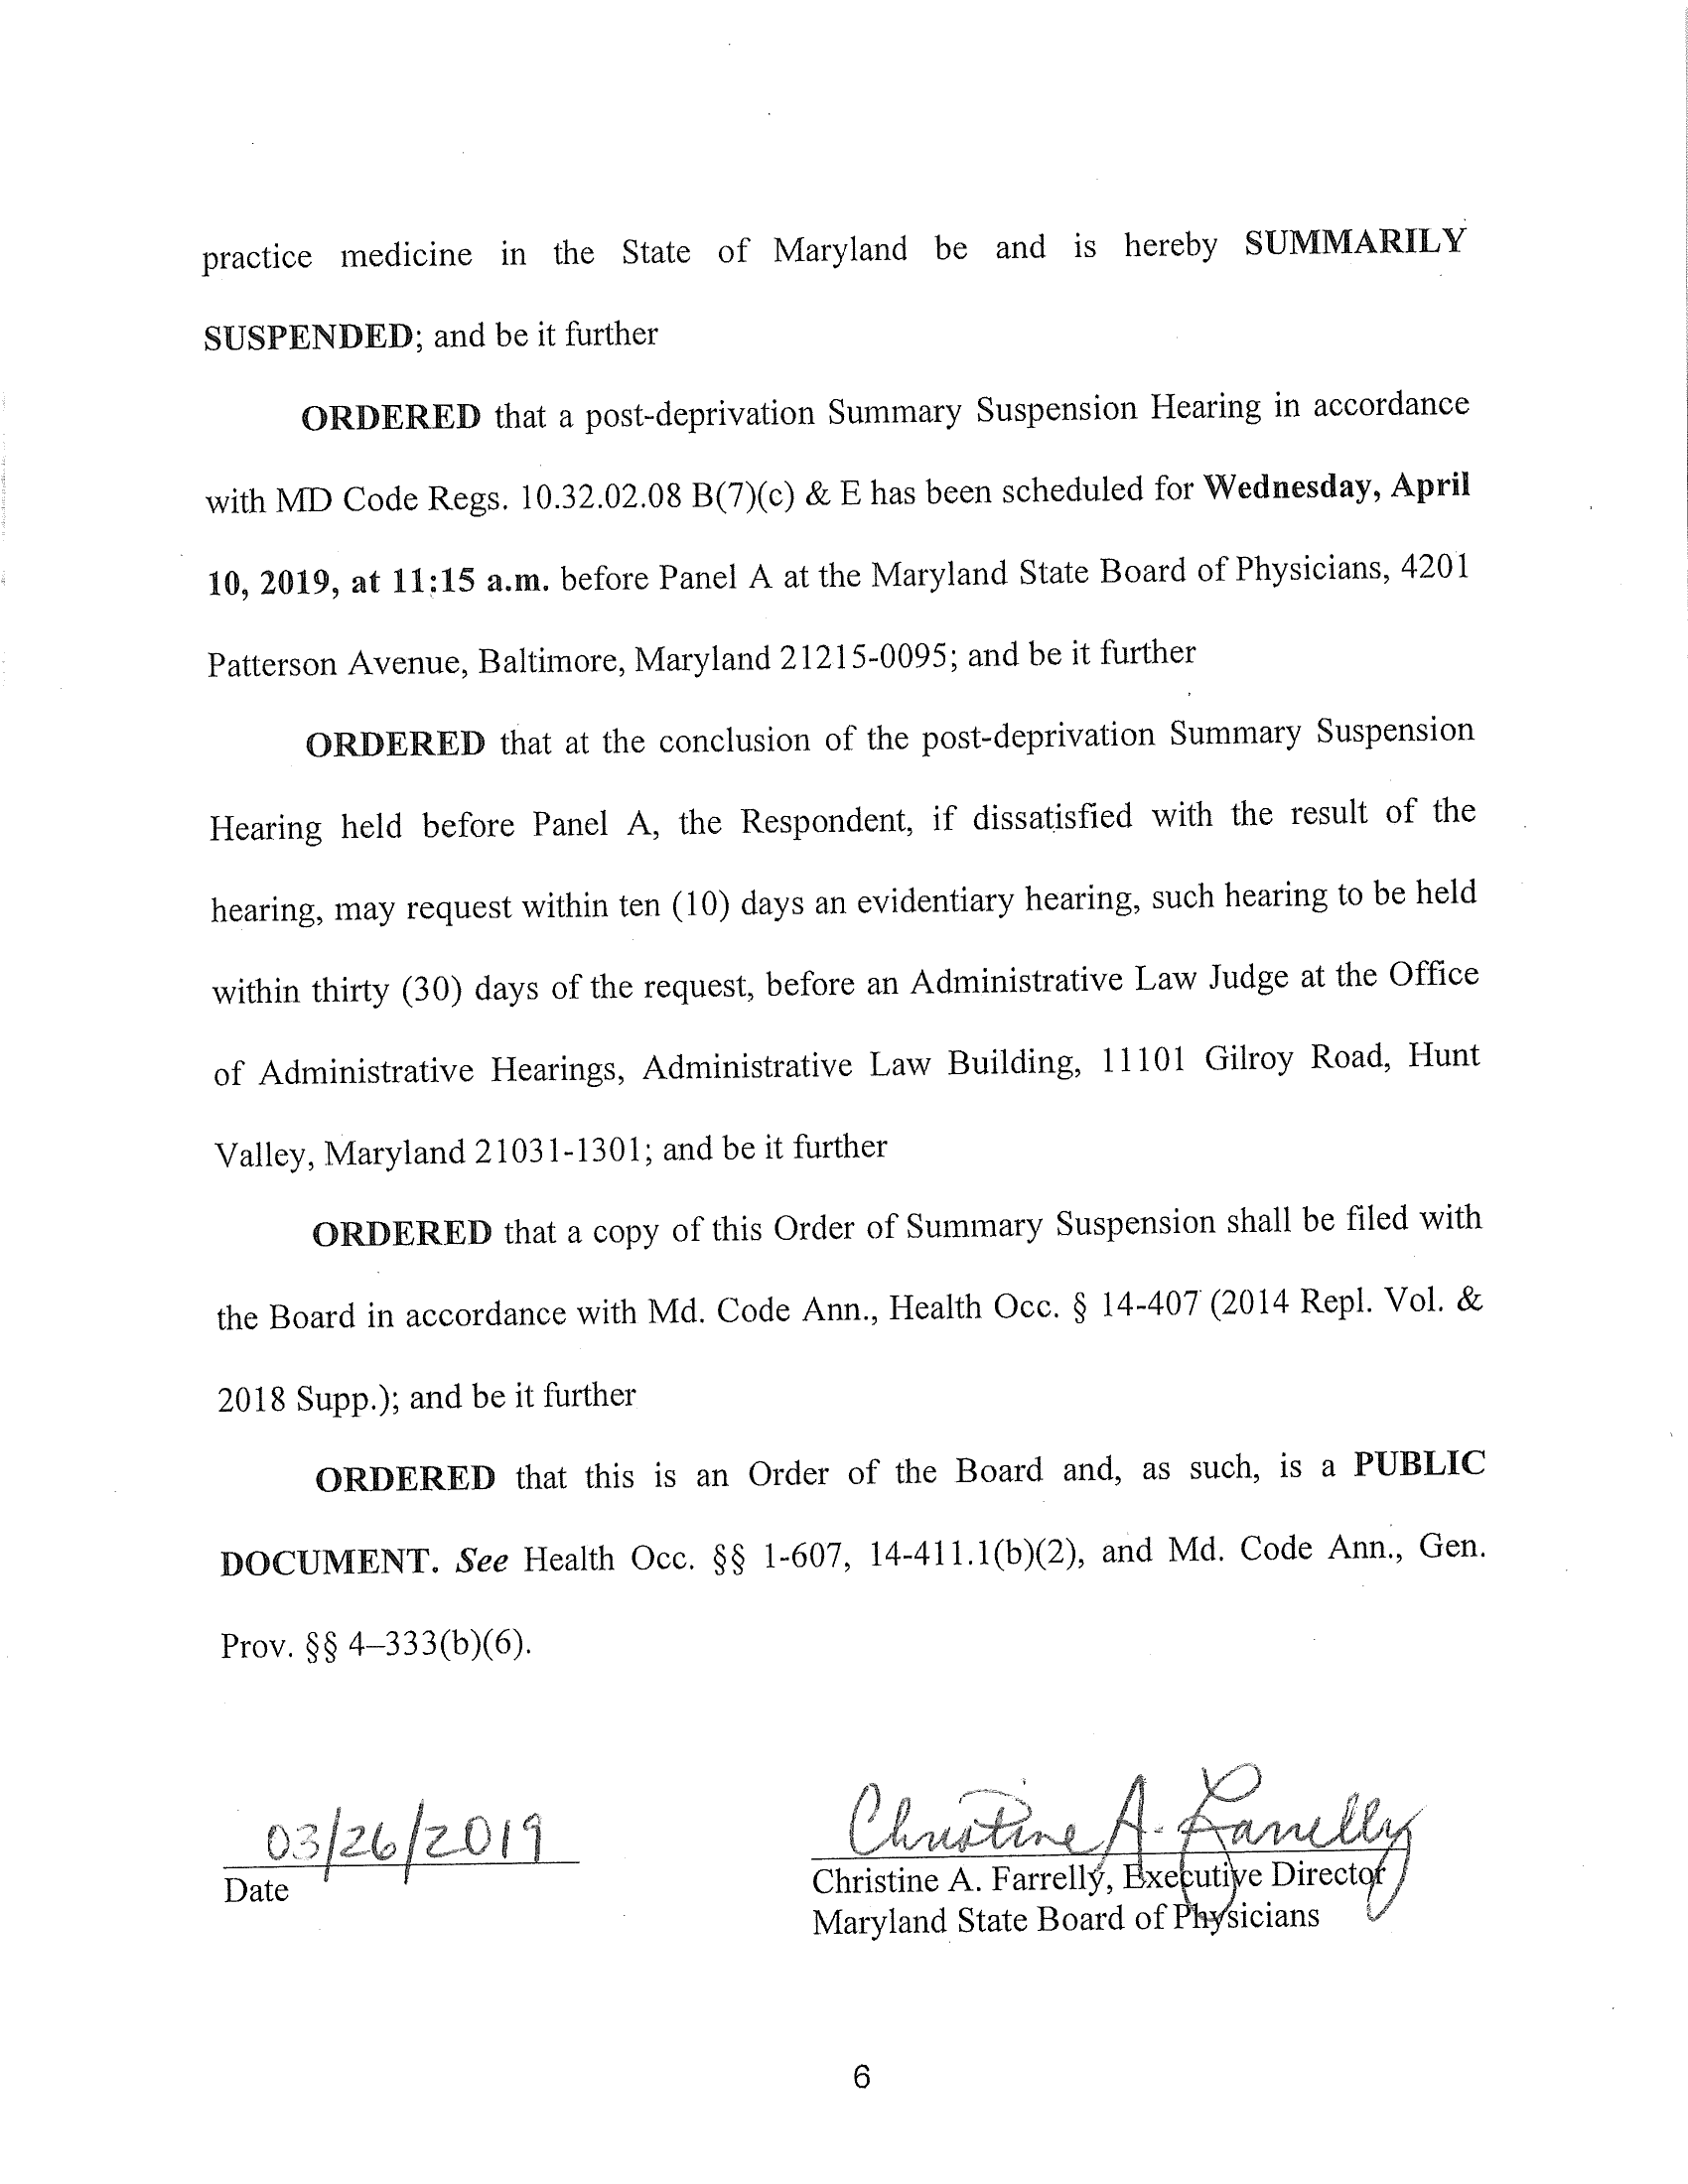 practice medicine in the State of Maryland be and is hereby SUMMARILY
SUSPENDED; and be it further
ORDERED that a post-deprivation Summary Suspension Hearing in accordance
with MD Code Regs. 10.32.02.08 B(7)(c) & E has been scheduled for Wednesday, April
10, 2019, at 11:15 a.m. before Panel A at the Maryland State Board of Physicians, 4201
Patterson Avenue, Baltimore, Maryland 21215-0095; and be it further
ORDERED that at the conclusion of the post-deprivation Summary Suspension
Hearing held before Panel A, the Respondent, if dissatisfied with the result of the
hearing, may request within ten (10) days an evidentiary hearing, such hearing to be held
within thirty (30) days of the request, before an Administrative Law Judge at the Office
of Administrative Hearings, Administrative Law Building, 11101 Gilroy Road, Hunt
Valley, Maryland 21031-1301; and be it further
ORDERED that a copy of this Order of Summary Suspension shall be filed with
the Board in accordance with Md. Code Ann., Health Occ. § 14-407 (2014 Repl. Vol. &
2018 Supp.); and be it further
ORDERED that this is an Order of the Board and, as such, is a PUBLIC
DOCUMENT. See Health Occ. §§ 1-607, 14-411.1(b)(2), and Md. Code Ann., Gen.
Prov. §§ 4–333(b)(6).
03/26/2019
Date
Christine A. Farrelly
Christine A. Farrelly, Executive Director
Maryland State Board of Physicians
6